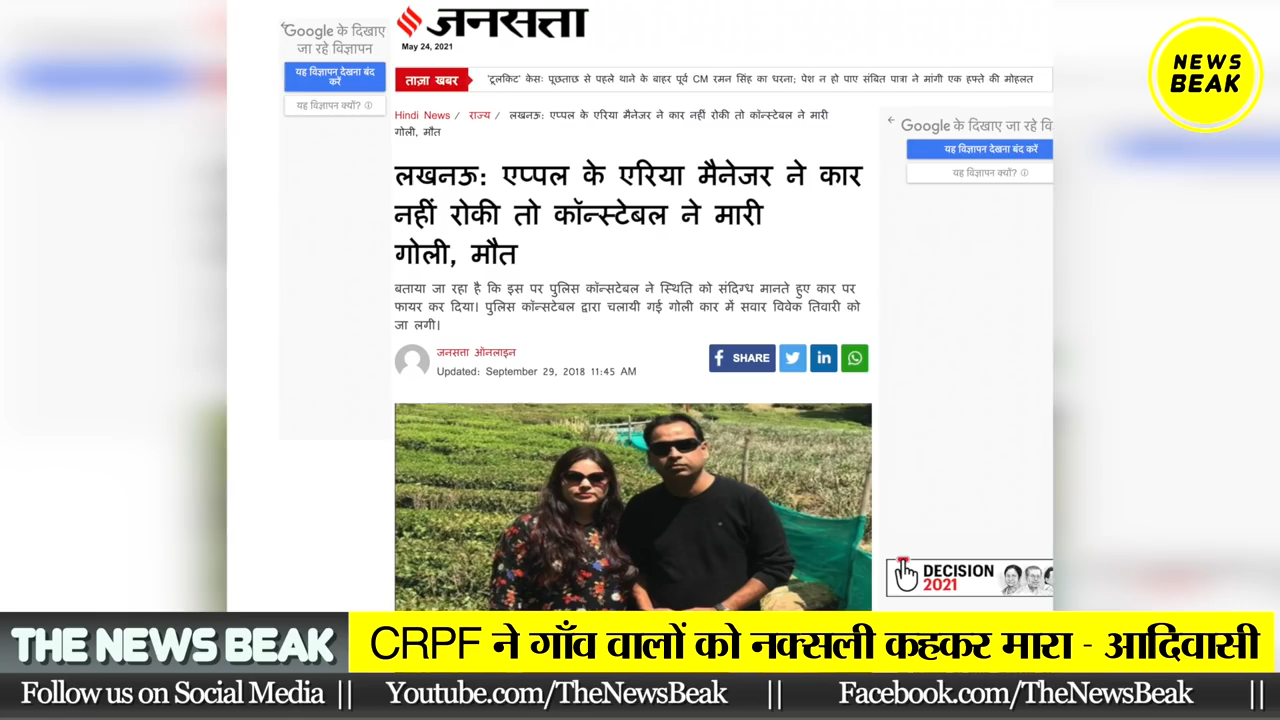 Google के दिखाए
जा रहे विज्ञापन
यह विज्ञापन देखना बंद
करें
यह विज्ञापन क्यों?
जनसत्ता
May 24, 2021
ताज़ा खबर
'टूलकिट' केसः पूछताछ से पहले थाने के बाहर पूर्व CM रमन सिंह का धरना; पेश न हो पाए संबित पात्रा ने मांगी एक हफ्ते की मोहलत
Hindi News / राज्य / लखनऊ: एप्पल के एरिया मैनेजर ने कार नहीं रोकी तो कॉन्स्टेबल ने मारी
गोली, मौत
लखनऊ: एप्पल के एरिया मैनेजर ने कार
नहीं रोकी तो कॉन्स्टेबल ने मारी
गोली, मौत
बताया जा रहा है कि इस पर पुलिस कॉन्सटेबल ने स्थिति को संदिग्ध मानते हुए कार पर
फायर कर दिया। पुलिस कॉन्सटेबल द्वारा चलायी गई गोली कार में सवार विवेक तिवारी को
जा लगी।
जनसत्ता ऑनलाइन
Updated: September 29, 2018 11:45 AM
f SHARE
in
NEWS
BEAK
Google के दिखाए जा रहे वि
यह विज्ञापन देखना बंद करें
यह विज्ञापन क्यों?
DECISION
2021
THE NEWS BEAK
CRPF ने गाँव वालों को नक्सली कहकर मारा - आदिवासी
Follow us on Social Media || Youtube.com/TheNewsBeak || Facebook.com/TheNewsBeak ||